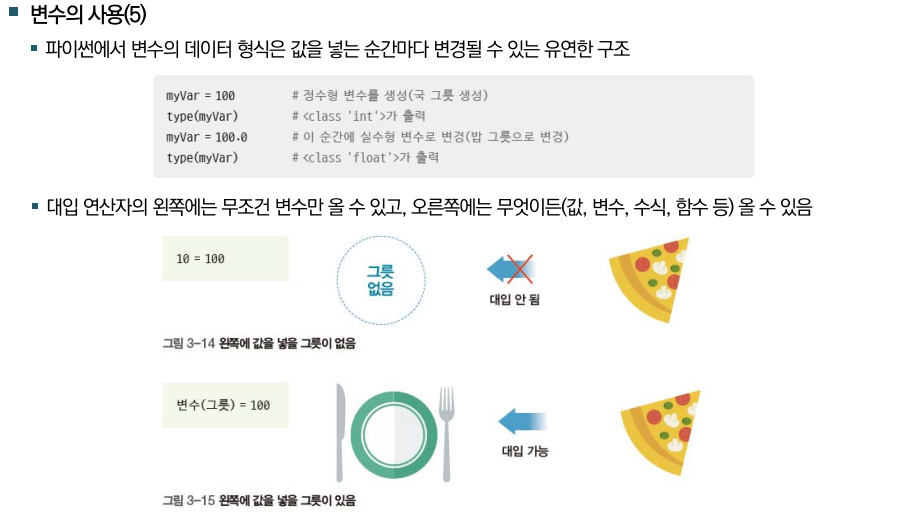 변수의 사용(5)
파이썬에서 변수의 데이터 형식은 값을 넣는 순간마다 변경될 수 있는 유연한 구조
myVar = 100 # 정수형 변수를 생성(국 그릇 생성)
type(myVar) # <class 'int'>가 출력
myVar = 100.0 # 이 순간에 실수형 변수로 변경(밥 그릇으로 변경)
type(myVar) # <class 'float'>가 출력
대입 연산자의 왼쪽에는 무조건 변수만 올 수 있고, 오른쪽에는 무엇이든(값, 변수, 수식, 함수 등) 올 수 있음
10 = 100
그릇
없음
대입 안 됨
그림 3-14 왼쪽에 값을 넣을 그릇이 없음
변수(그릇) = 100
대입 가능
그림 3-15 왼쪽에 값을 넣을 그릇이 있음